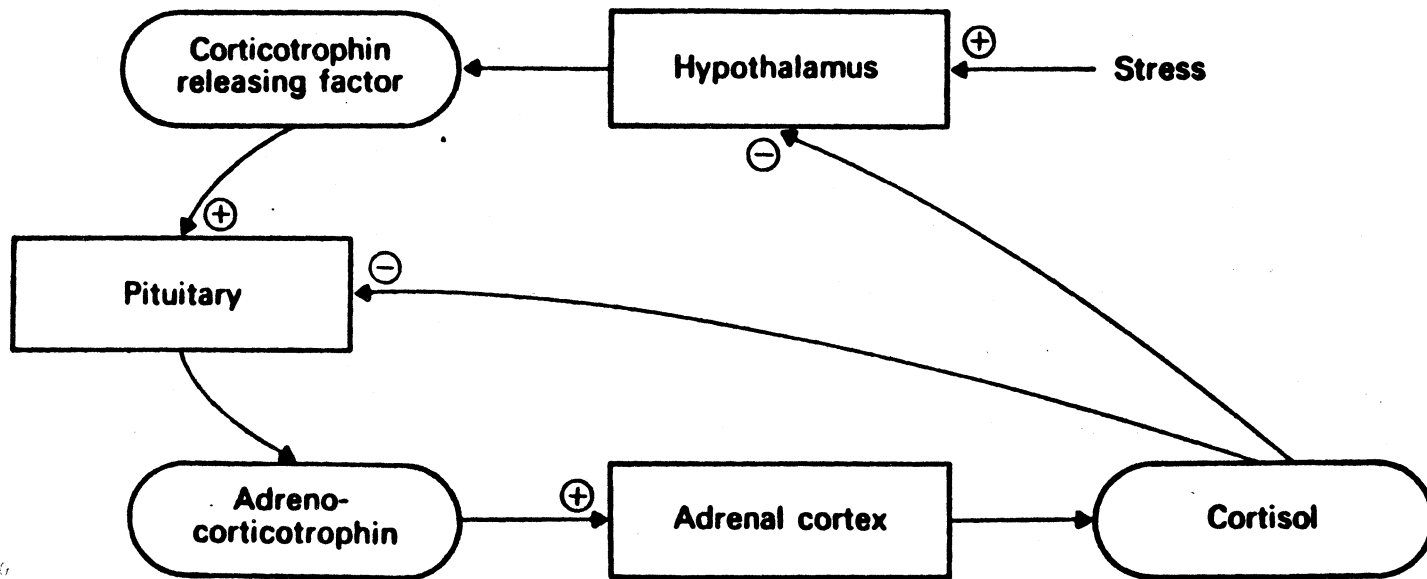 Corticotrophin
releasing factor
Hypothalamus
+
Stress
−
+
Pituitary
−
Adreno-
corticotrophin
+
Adrenal cortex
Cortisol